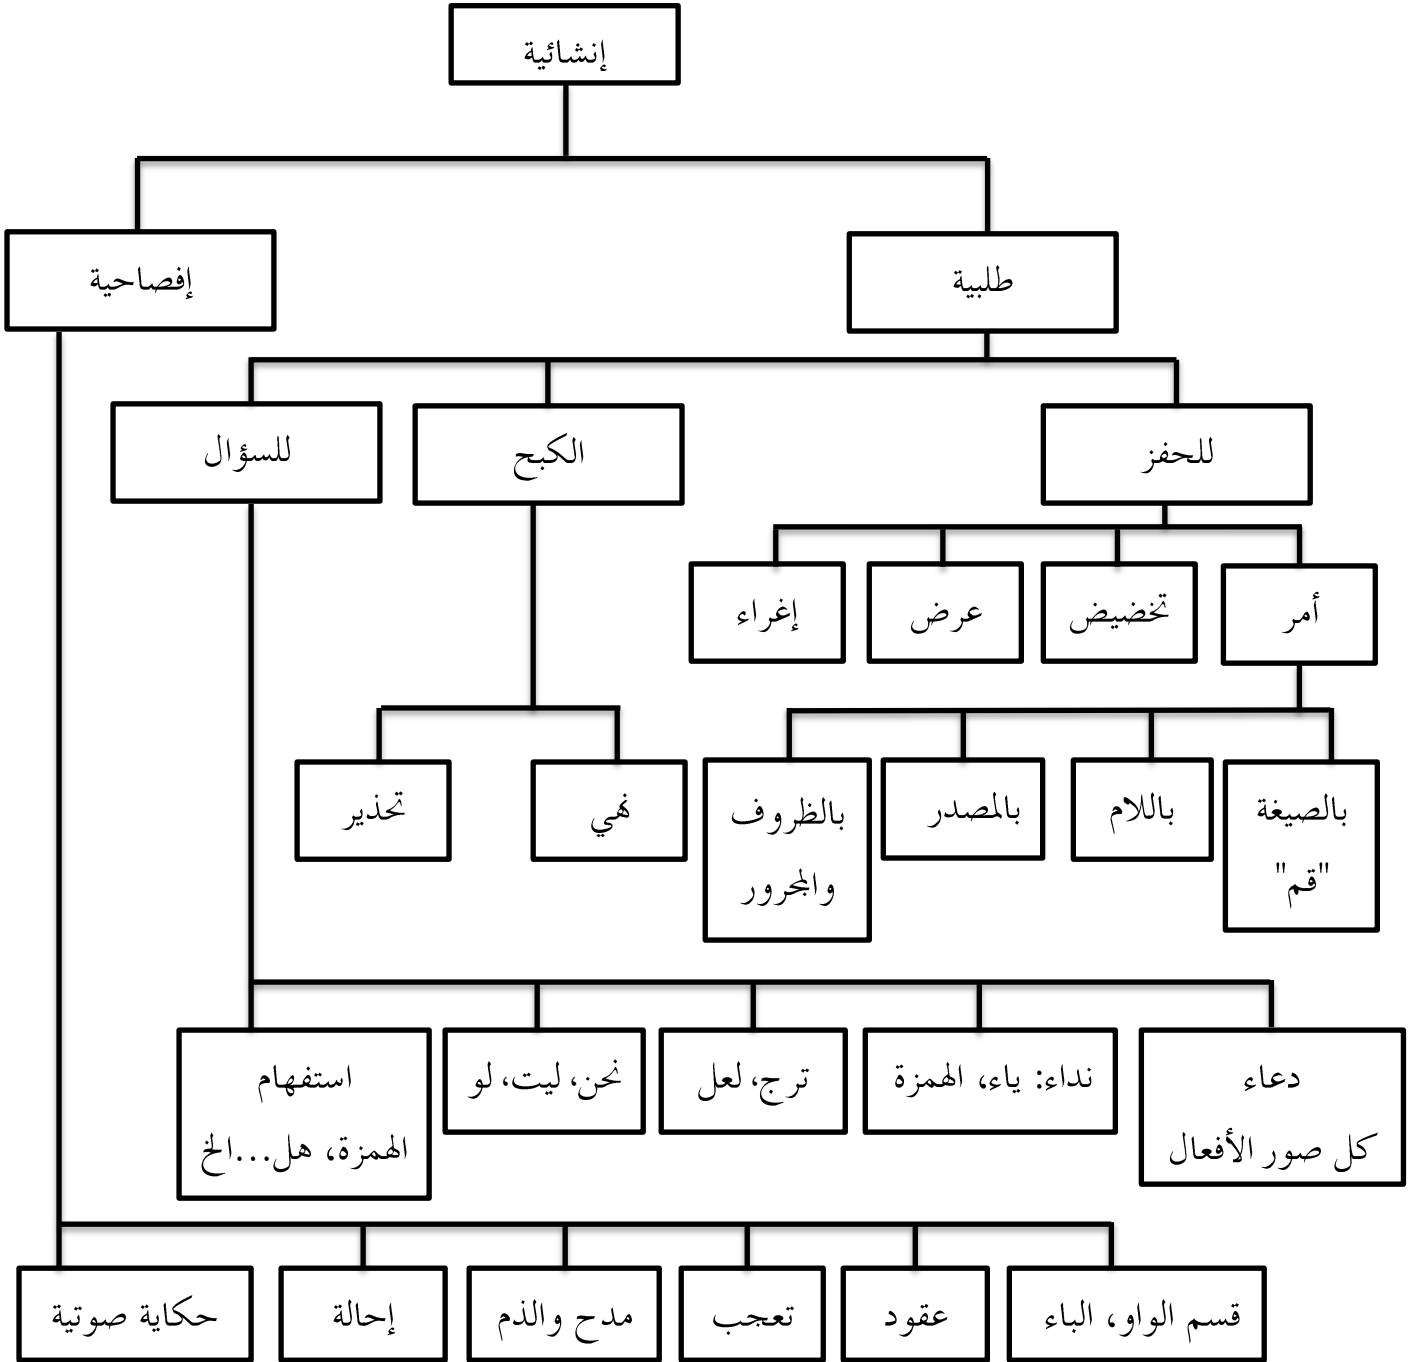 إنشائية
طلبية
إفصاحية
للحفز
الكبح
للسؤال
أمر
تخضيض
عرض
إغراء
بالصيغة
"قم"
باللام
بالمصدر
بالظروف
والمجرور
نهي
تحذير
دعاء
كل صور الأفعال
نداء: ياء، الهمزة
ترج، لعل
نحن، ليت، لو
استفهام
الهمزة، هل...الخ
قسم الواو، الباء
عقود
تعجب
مدح والذم
إحالة
حكاية صوتية